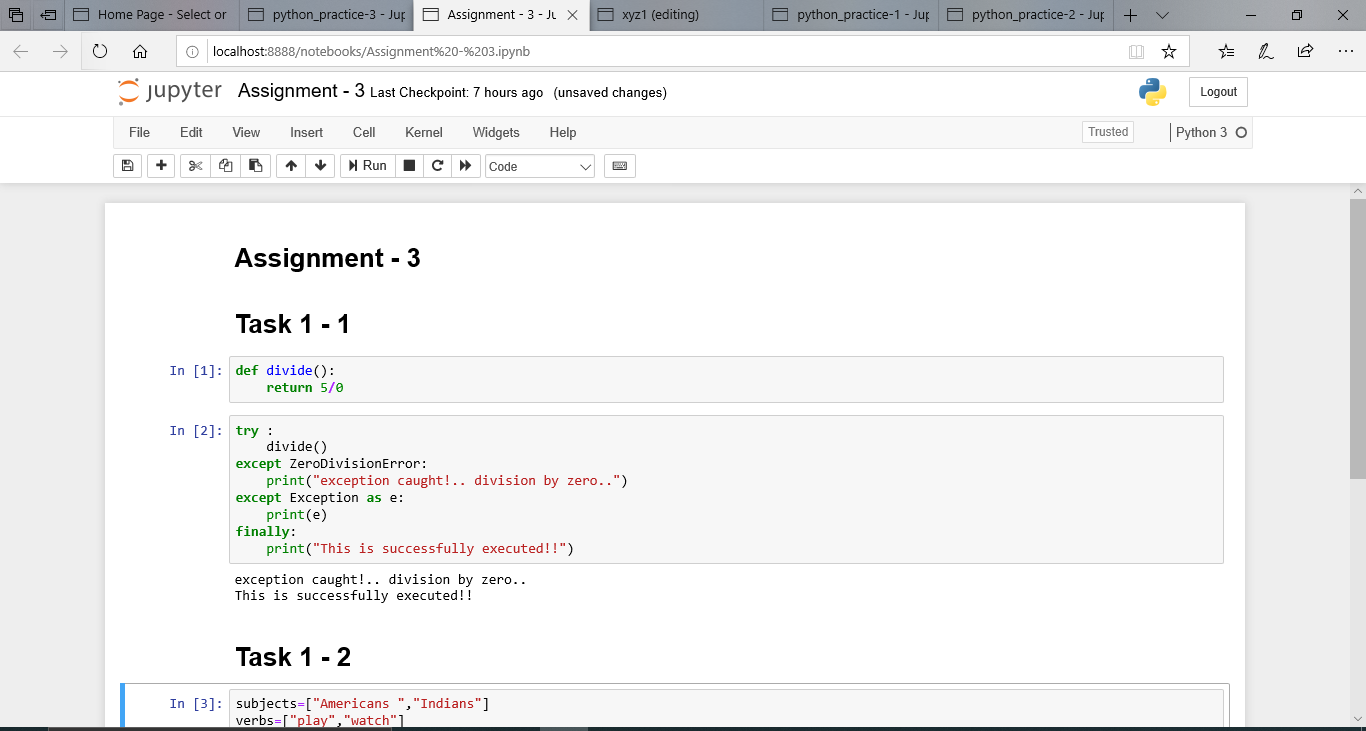 Home Page - Select or
python_practice-3 - Jup
Assignment - 3 - Ju
xyz1 (editing)
python_practice-1 - Jup
python_practice-2 - Jup
localhost:8888/notebooks/Assignment%20-%203.ipynb
jupyter Assignment - 3 Last Checkpoint: 7 hours ago (unsaved changes)
Logout
File Edit View Insert Cell Kernel Widgets Help
Trusted
Python 3
Run
Code
Assignment - 3
Task 1 - 1
In [1]: def divide():
    return 5/0
In [2]: try :
    divide()
except ZeroDivisionError:
    print("exception caught!.. division by zero..")
except Exception as e:
    print(e)
finally:
    print("This is successfully executed!!")
exception caught!.. division by zero..
This is successfully executed!!
Task 1 - 2
In [3]: subjects=["Americans ","Indians"]
verbs=["play","watch"]